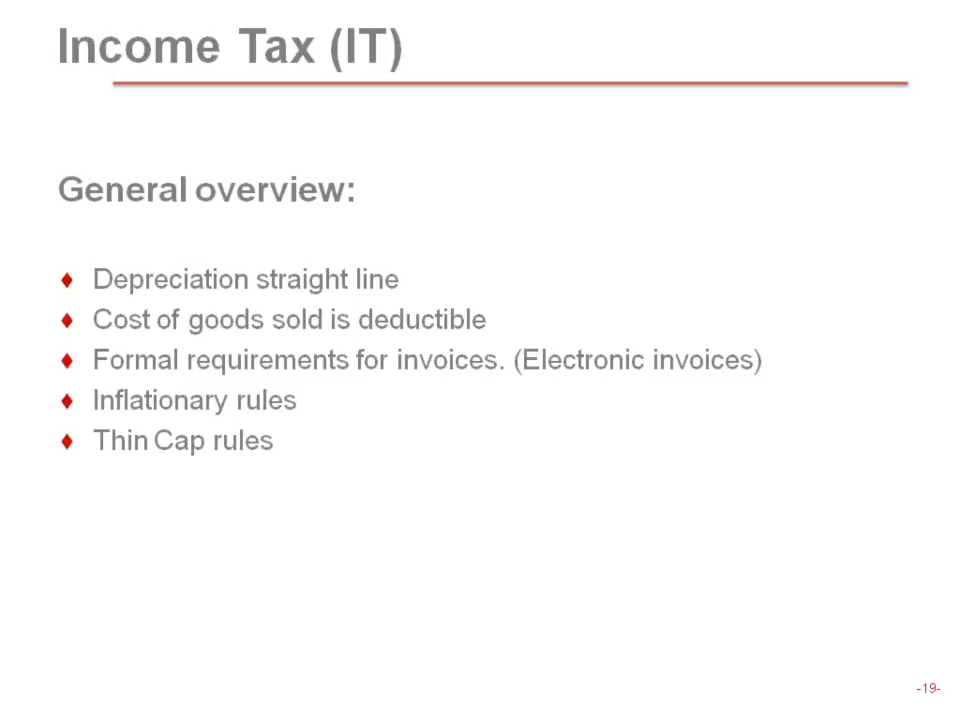 Income Tax (IT)
General overview:
♦ Depreciation straight line
♦ Cost of goods sold is deductible
♦ Formal requirements for invoices. (Electronic invoices)
♦ Inflationary rules
♦ Thin Cap rules
-19-